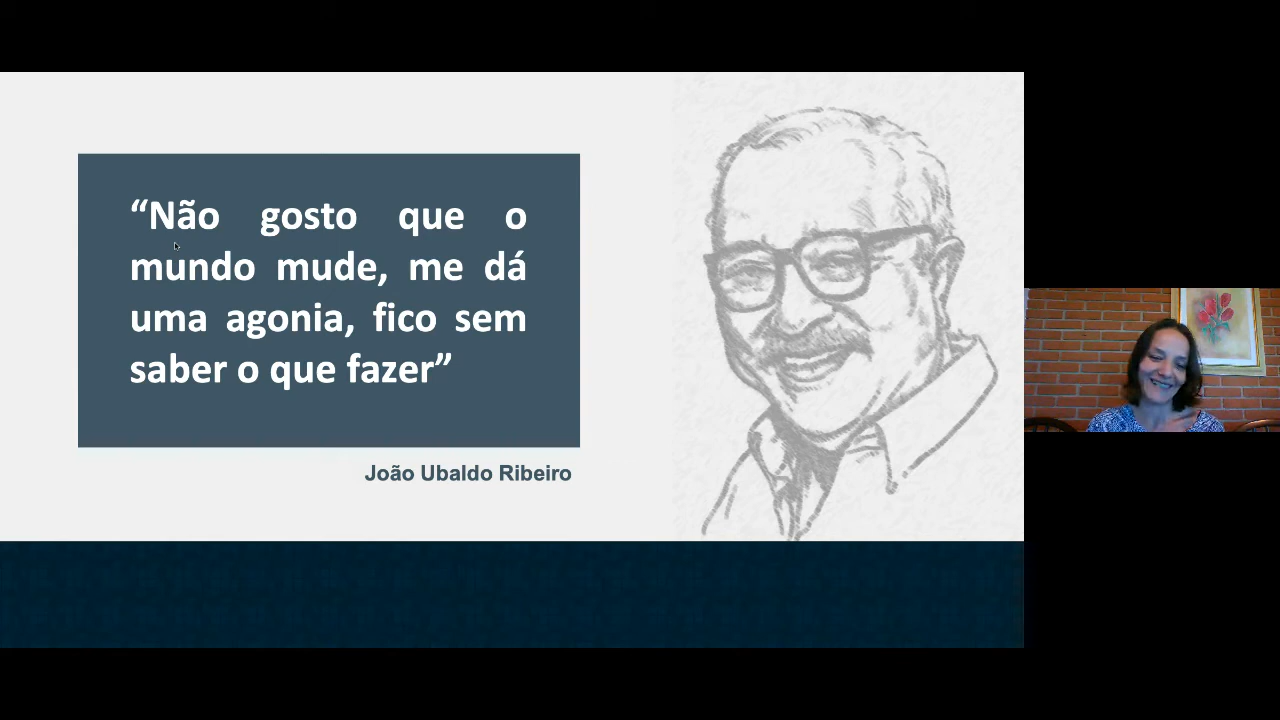 “Não gosto que o
mundo mude, me dá
uma agonia, fico sem
saber o que fazer”
João Ubaldo Ribeiro